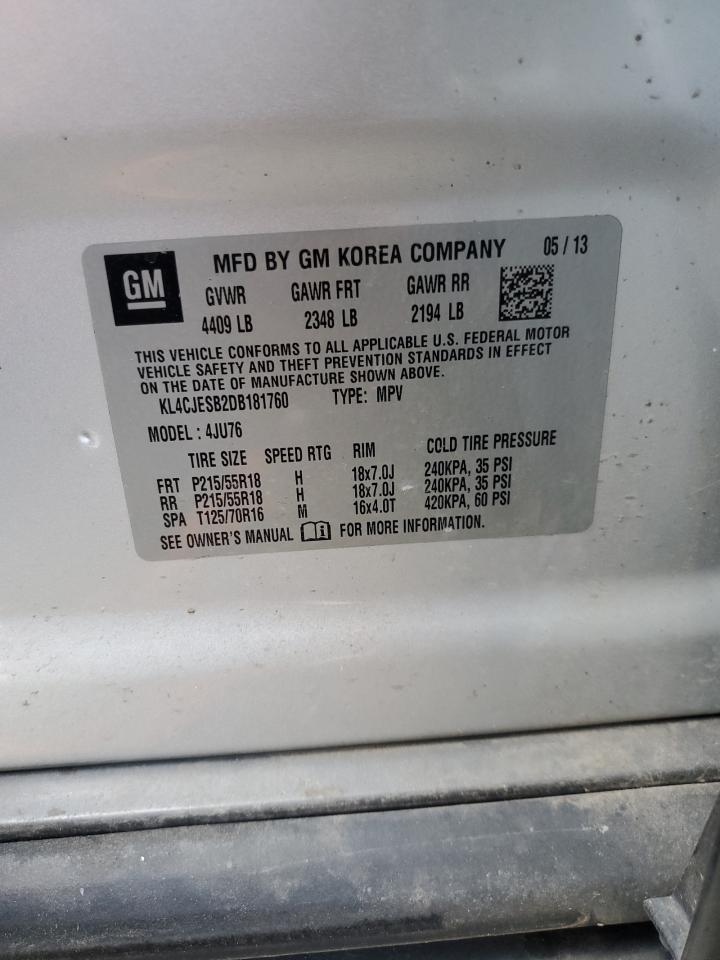 GM MFD BY GM KOREA COMPANY 05 / 13
GVWR GAWR FRT GAWR RR
4409 LB 2348 LB 2194 LB
THIS VEHICLE CONFORMS TO ALL APPLICABLE U.S. FEDERAL MOTOR
VEHICLE SAFETY AND THEFT PREVENTION STANDARDS IN EFFECT
ON THE DATE OF MANUFACTURE SHOWN ABOVE.
KL4CJESB2DB181760 TYPE: MPV
MODEL : 4JU76
TIRE SIZE SPEED RTG RIM COLD TIRE PRESSURE
FRT P215/55R18 H 18x7.0J 240KPA, 35 PSI
RR P215/55R18 H 18x7.0J 240KPA, 35 PSI
SPA T125/70R16 M 16x4.0T 420KPA, 60 PSI
SEE OWNER'S MANUAL i FOR MORE INFORMATION.